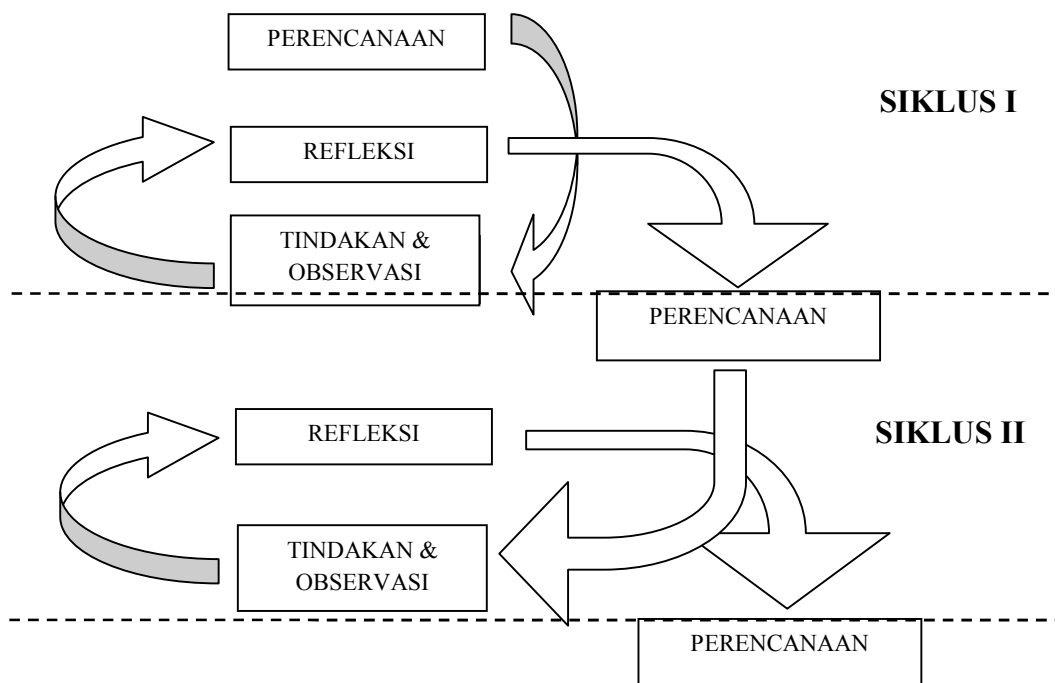 PERENCANAAN
SIKLUS I
REFLEKSI
TINDAKAN &
OBSERVASI
PERENCANAAN
REFLEKSI
SIKLUS II
TINDAKAN &
OBSERVASI
PERENCANAAN